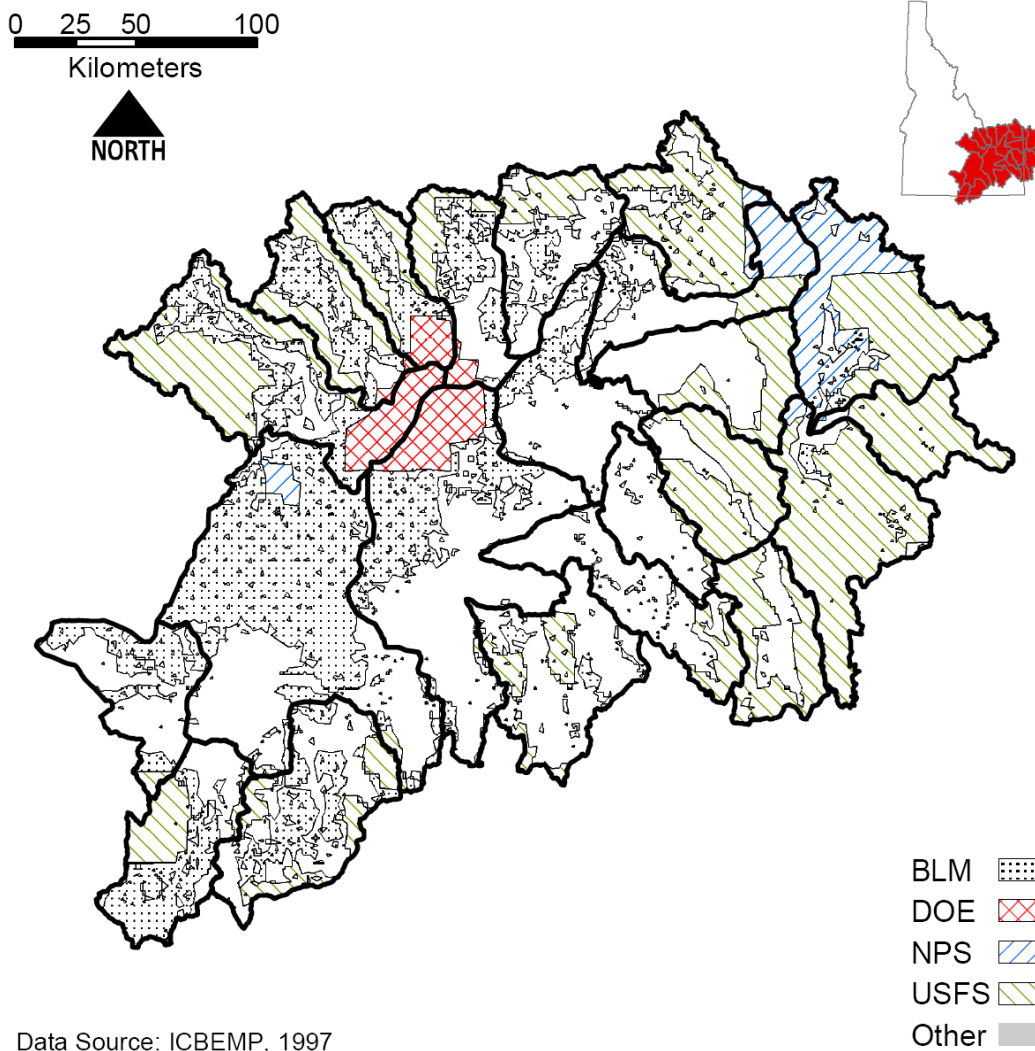 0 25 50 100
Kilometers
NORTH
BLM
DOE
NPS
USFS
Other
Data Source: ICBEMP, 1997